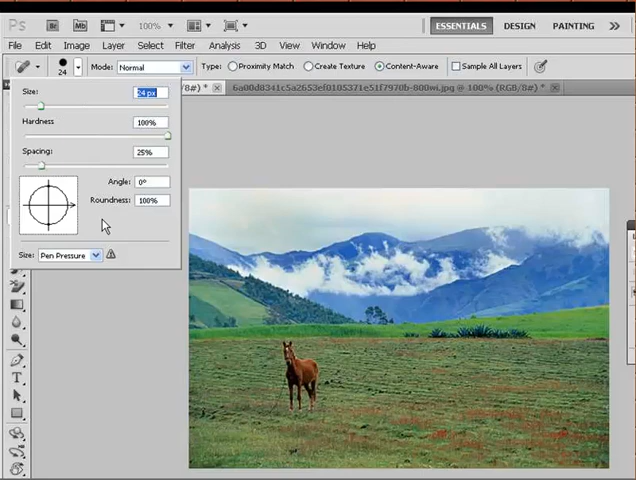 Ps Br Mb 100% ESSENTIALS DESIGN PAINTING
File Edit Image Layer Select Filter Analysis 3D View Window Help
24 Mode: Normal Type: Proximity Match Create Texture Content-Aware Sample All Layers
/8#) * 6a00d8341c5a2653ef0105371e51f7970b-800wi.jpg @ 100% (RGB/8#) *
Size: 24 px
Hardness 100%
Spacing: 25%
Angle: 0°
Roundness: 100%
Size: Pen Pressure
T